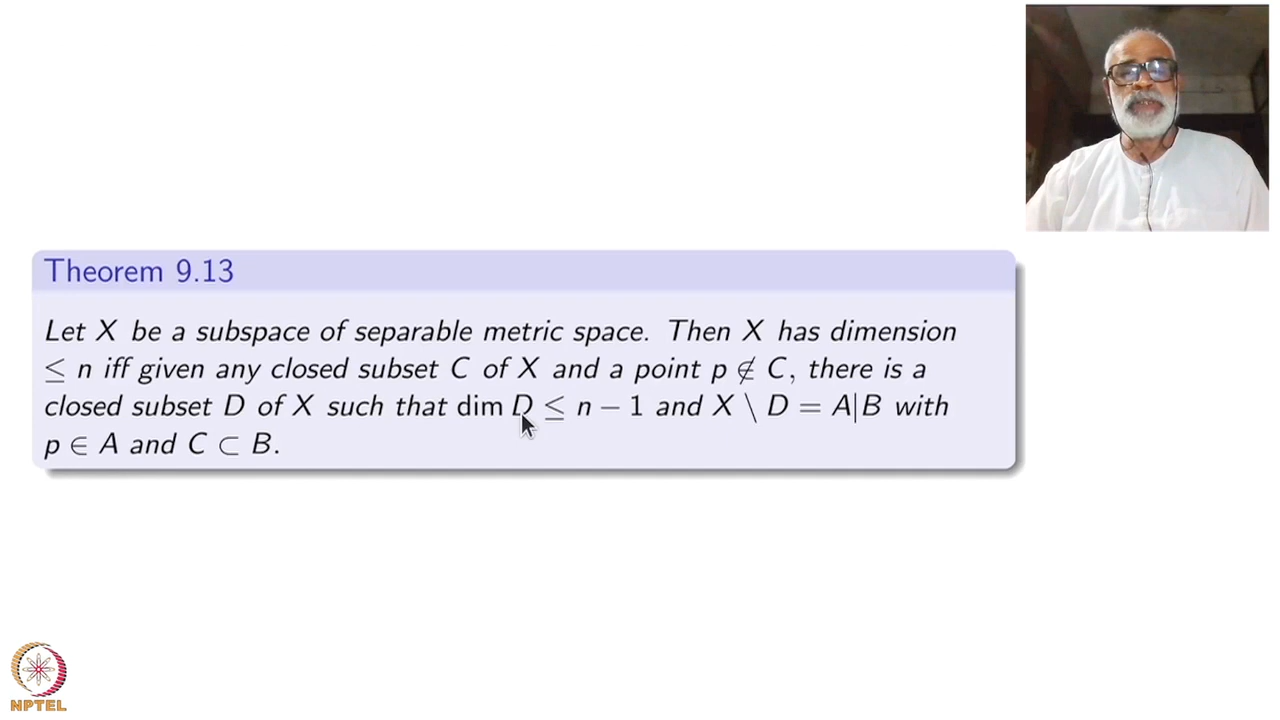 Theorem 9.13
Let X be a subspace of separable metric space. Then X has dimension
≤ n iff given any closed subset C of X and a point p ∉ C, there is a
closed subset D of X such that dim D ≤ n − 1 and X \ D = A|B with
p ∈ A and C ⊂ B.
NPTEL